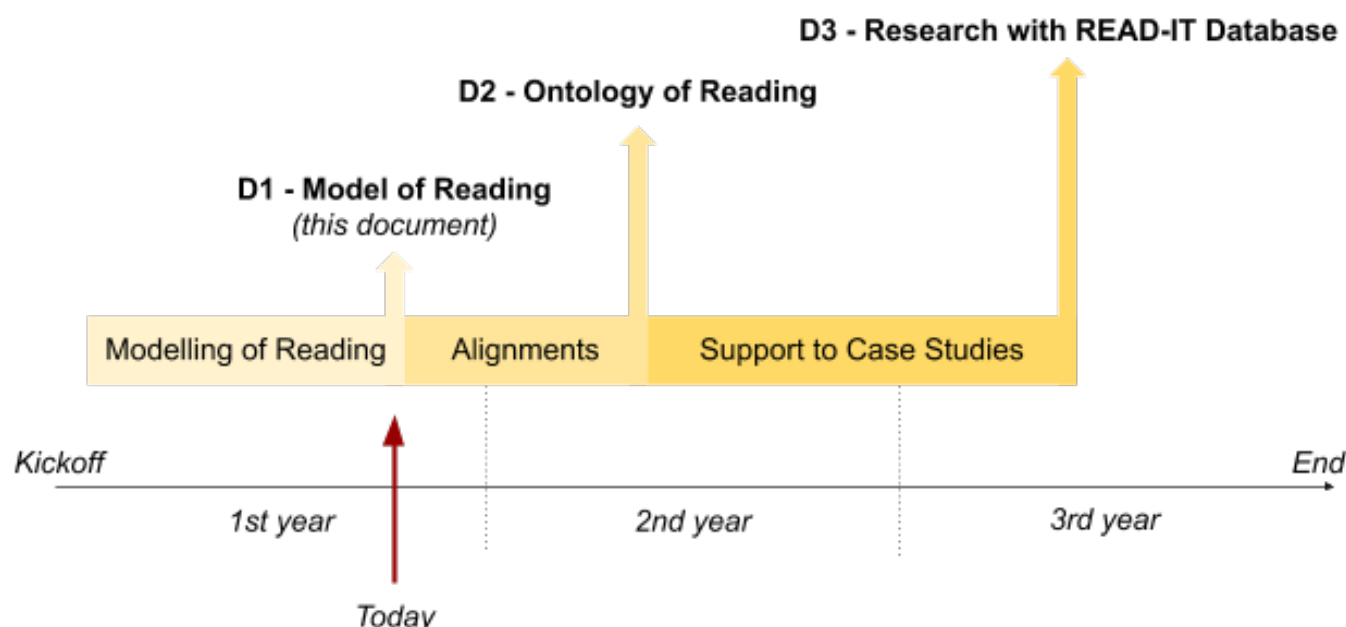 D3 - Research with READ-IT Database
D2 - Ontology of Reading
D1 - Model of Reading
(this document)
Modelling of Reading
Alignments
Support to Case Studies
Kickoff
End
1st year
2nd year
3rd year
Today